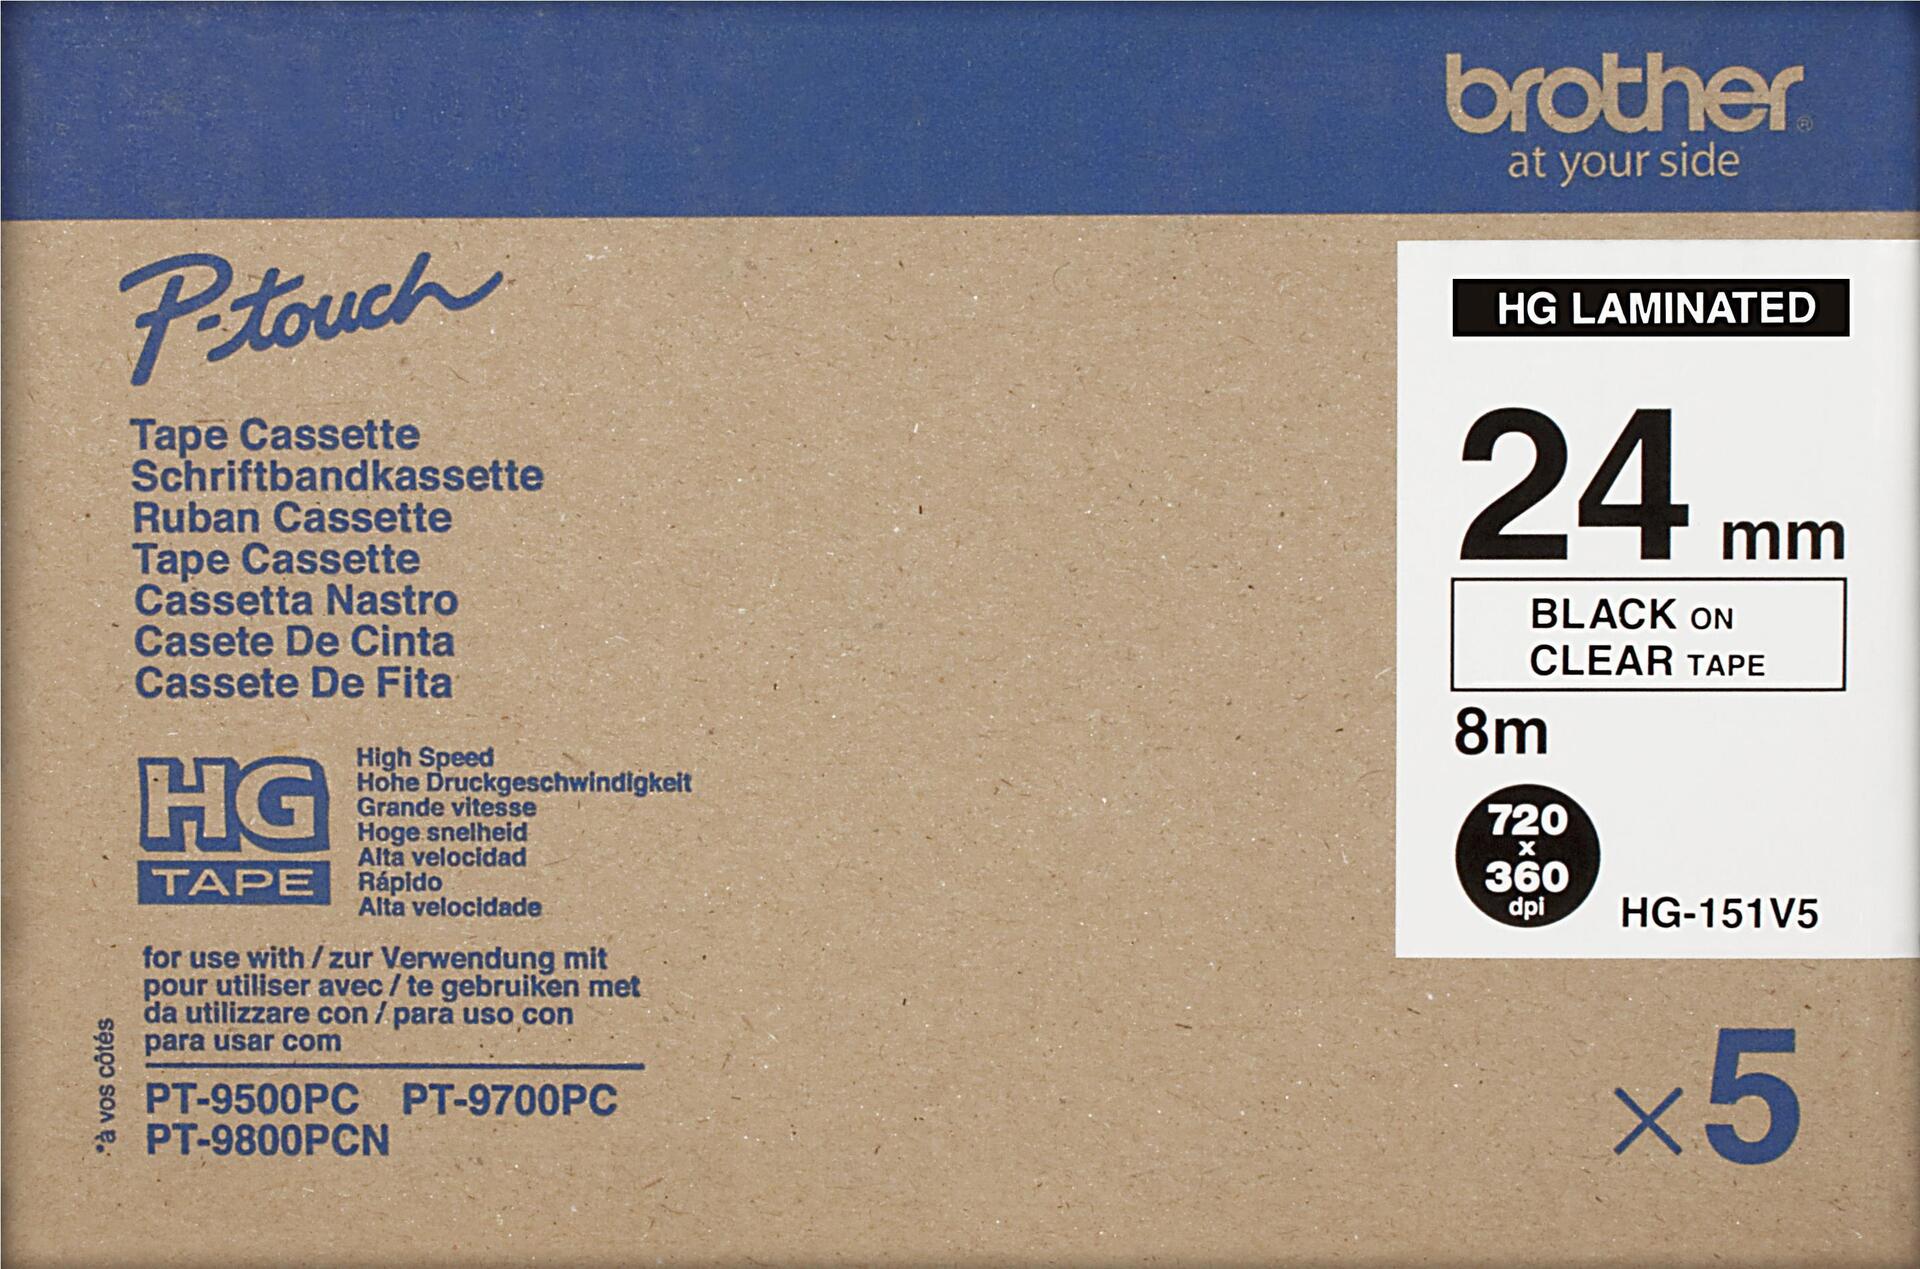 brother®
at your side
P-touch
Tape Cassette
Schriftbandkassette
Ruban Cassette
Tape Cassette
Cassetta Nastro
Casete De Cinta
Cassete De Fita
HG
TAPE
High Speed
Hohe Druckgeschwindigkeit
Grande vitesse
Hoge snelheid
Alta velocidad
Rápido
Alta velocidade
for use with / zur Verwendung mit
pour utiliser avec / te gebruiken met
da utilizzare con / para uso con
para usar com
PT-9500PC PT-9700PC
PT-9800PCN
*à vos côtés
HG LAMINATED
24 mm
BLACK ON
CLEAR TAPE
8m
720
x
360
dpi
HG-151V5
×5